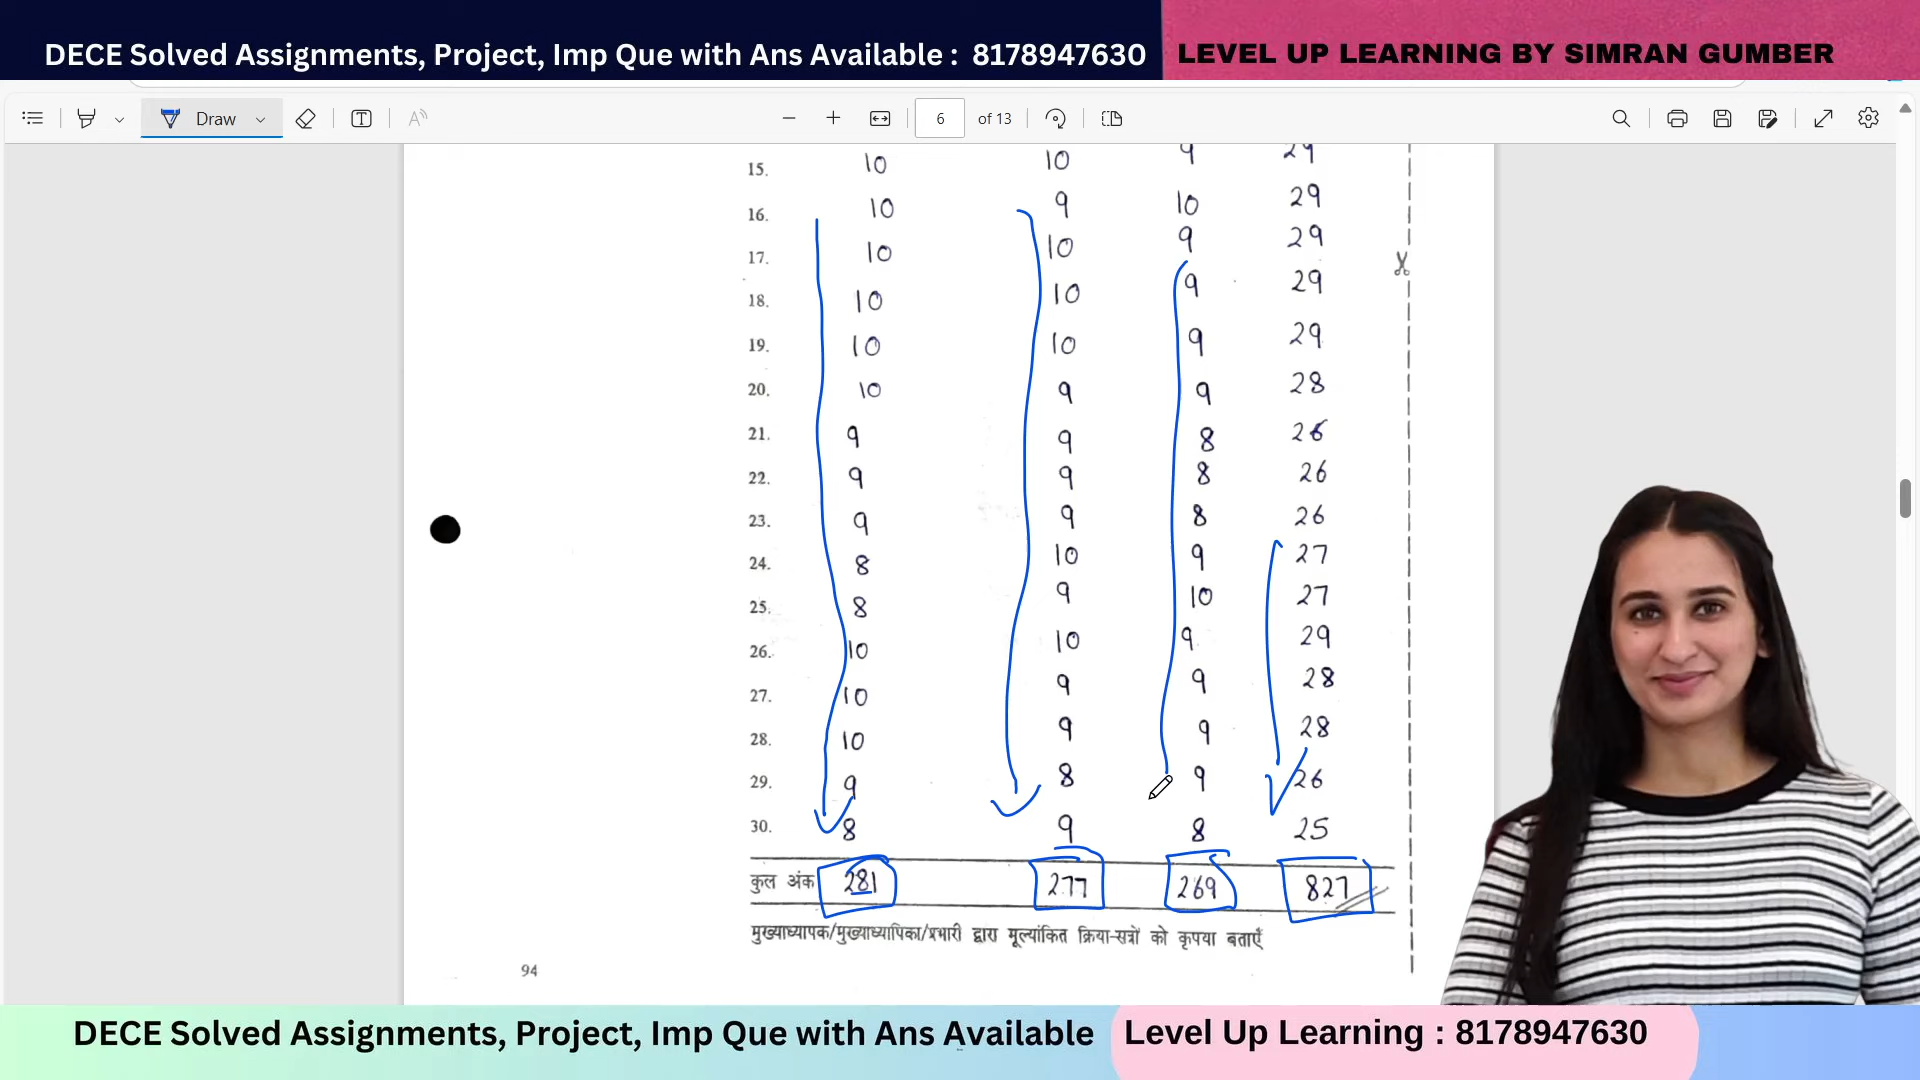 DECE Solved Assignments, Project, Imp Que with Ans Available : 8178947630
LEVEL UP LEARNING BY SIMRAN GUMBER
Draw 6 of 13
15. 10 10 9 29
16. 10 9 10 29
17. 10 10 9 29
18. 10 10 9 29
19. 10 10 9 29
20. 10 9 9 28
21. 9 9 8 26
22. 9 9 8 26
23. 9 9 8 26
24. 8 10 9 27
25. 8 9 10 27
26. 10 10 9 29
27. 10 9 9 28
28. 10 9 9 28
29. 9 8 9 26
30. 8 9 8 25
कुल अंक 281 277 269 827
मुख्याध्यापक/मुख्याध्यापिका/प्रभारी द्वारा मूल्यांकित क्रिया-सत्रों को कृपया बताएँ
94
DECE Solved Assignments, Project, Imp Que with Ans Available
Level Up Learning : 8178947630